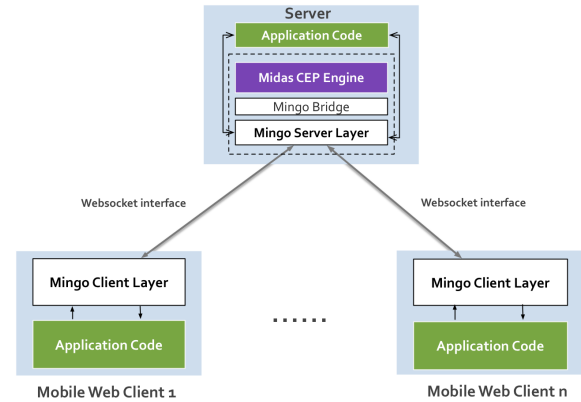 Server
Application Code
Midas CEP Engine
Mingo Bridge
Mingo Server Layer
Websocket interface
Websocket interface
Mingo Client Layer
Application Code
Mobile Web Client 1
......
Mingo Client Layer
Application Code
Mobile Web Client n